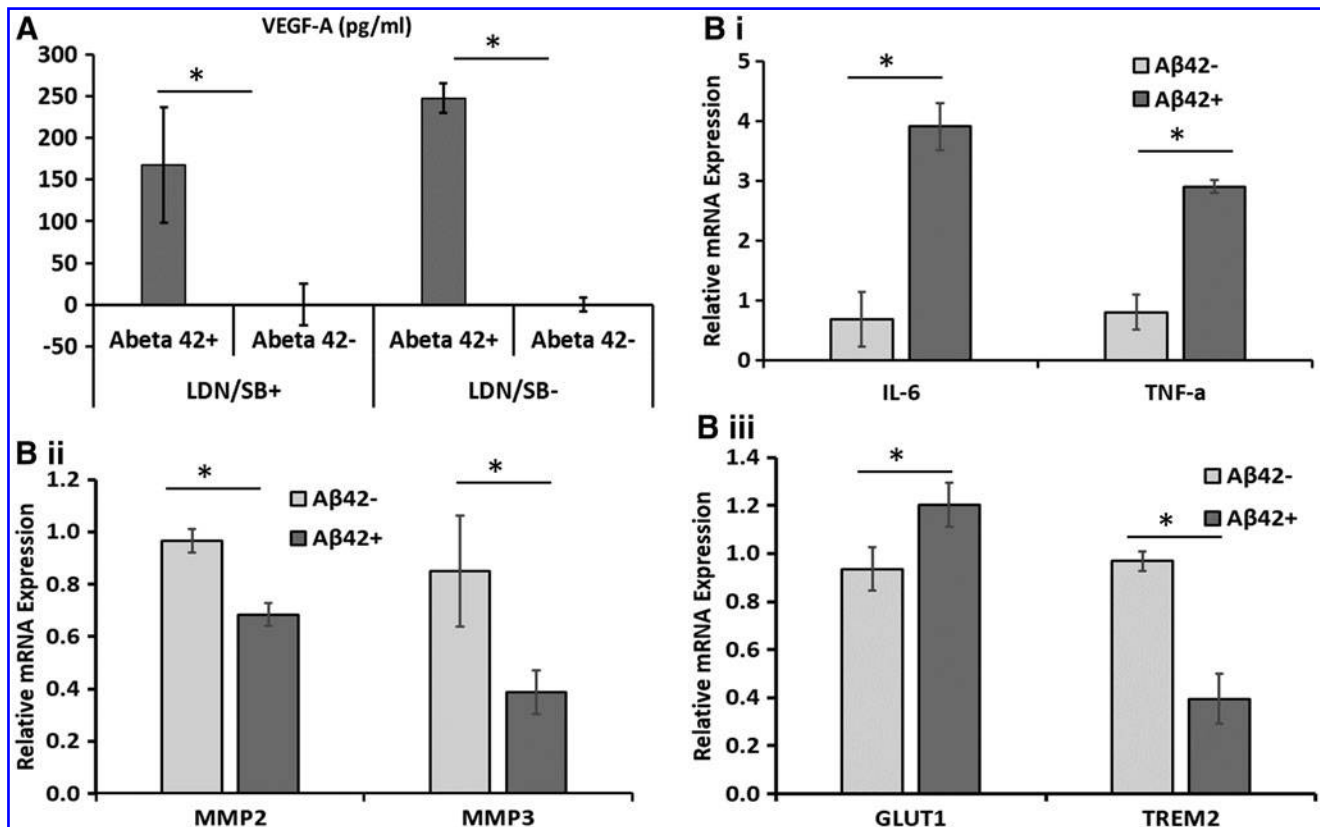 A
VEGF-A (pg/ml)
300
250
200
150
100
50
0
-50
*
*
Abeta 42+ Abeta 42- Abeta 42+ Abeta 42-
LDN/SB+ LDN/SB-
B i
Relative mRNA Expression
5
4
3
2
1
0
*
*
Aβ42-
Aβ42+
IL-6 TNF-a
B ii
Relative mRNA Expression
1.2
1.0
0.8
0.6
0.4
0.2
0.0
*
*
Aβ42-
Aβ42+
MMP2 MMP3
B iii
Relative mRNA Expression
1.4
1.2
1.0
0.8
0.6
0.4
0.2
0.0
*
*
Aβ42-
Aβ42+
GLUT1 TREM2